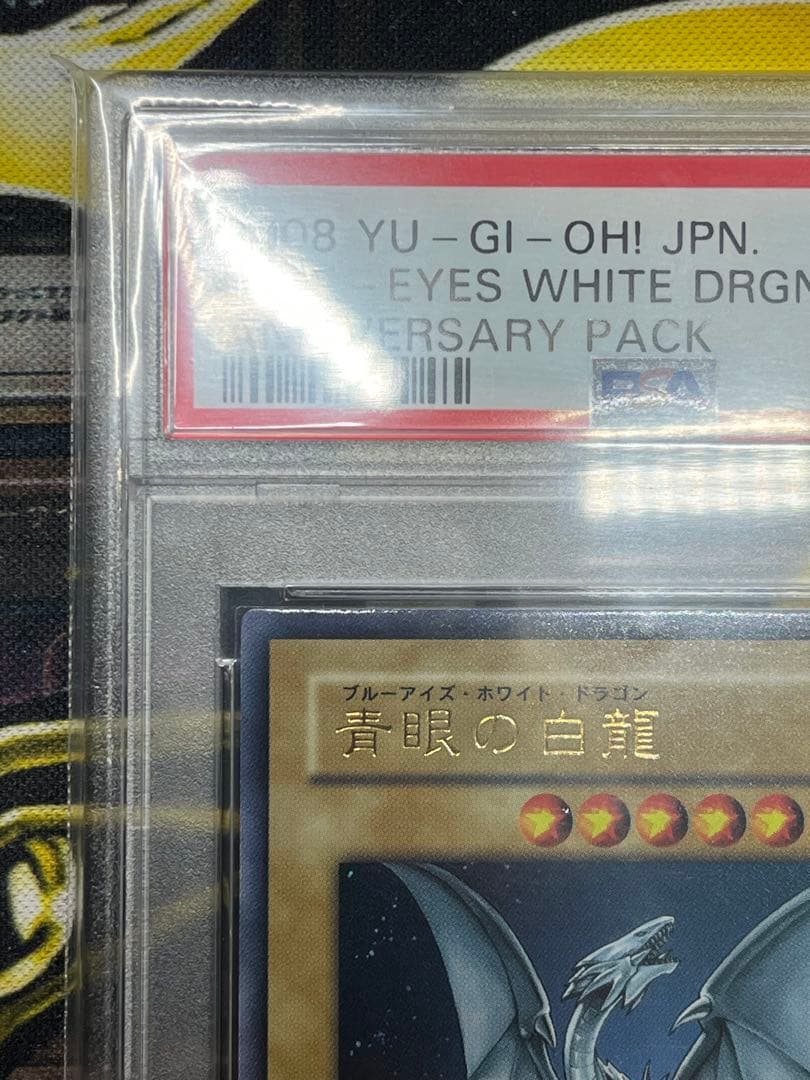 YU-GI-OH! JPN.
-EYES WHITE DRGN
PACK
PSA
ブルーアイズ・ホワイト・ドラゴン
青眼の白龍